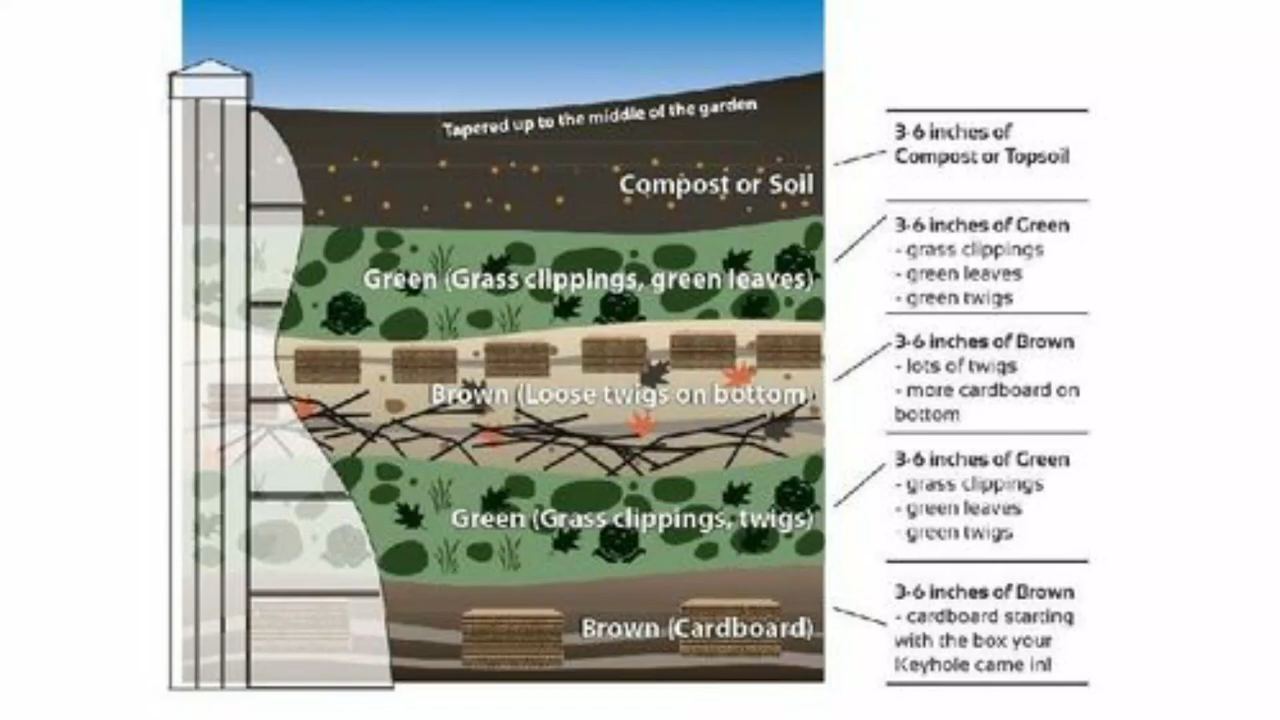 Tapered up to the middle of the garden
Compost or Soil
Green (Grass clippings, green leaves)
Brown (Loose twigs on bottom)
Green (Grass clippings, twigs)
Brown (Cardboard)
3-6 inches of
Compost or Topsoil
3-6 inches of Green
- grass clippings
- green leaves
- green twigs
3-6 inches of Brown
- lots of twigs
- more cardboard on
bottom
3-6 inches of Green
- grass clippings
- green leaves
- green twigs
3-6 inches of Brown
- cardboard starting
with the box your
Keyhole came in!